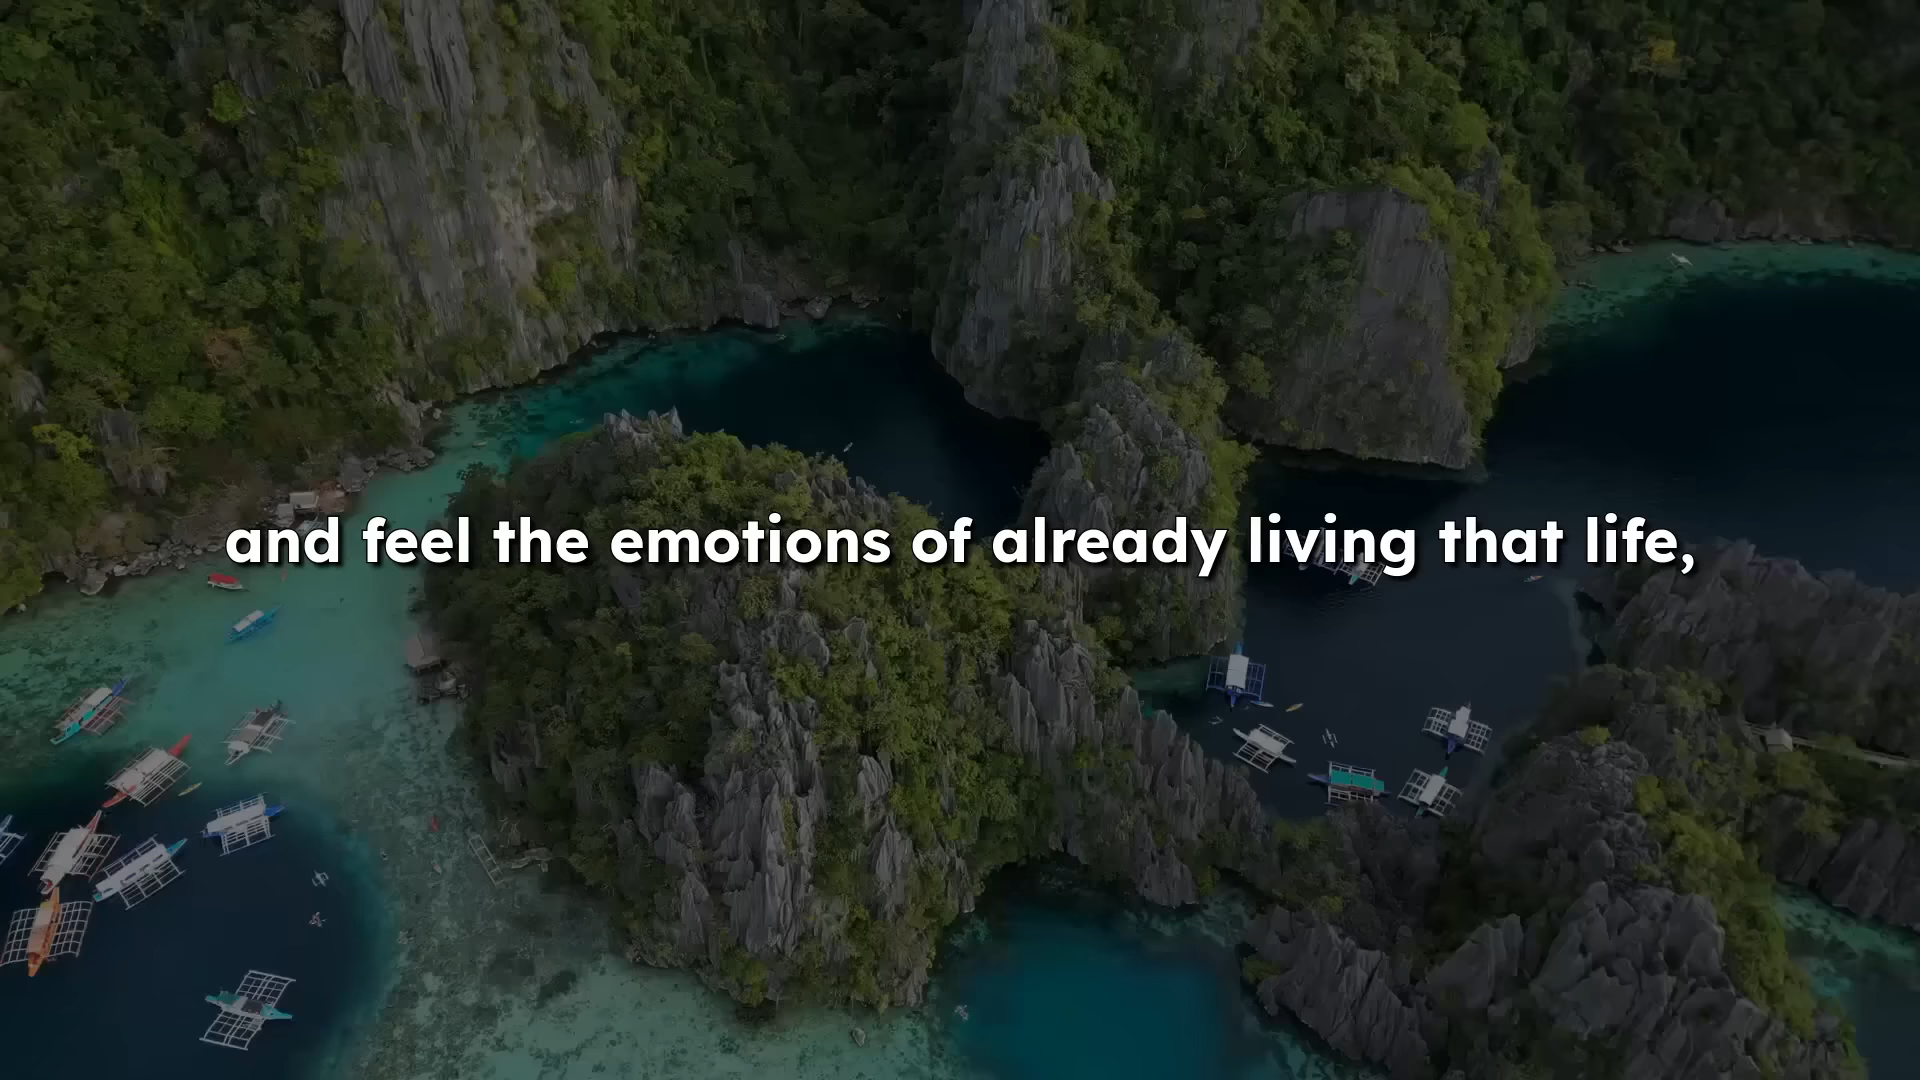 and feel the emotions of already living that life,